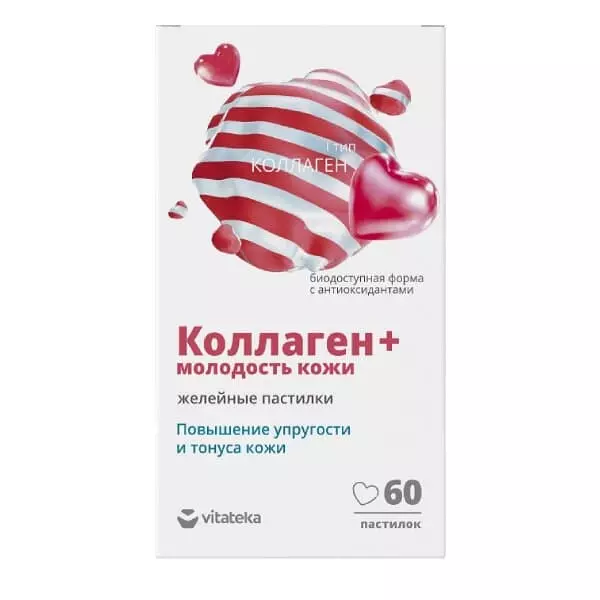 I тип
КОЛЛАГЕН
биодоступная форма
с антиоксидантами
Коллаген+
молодость кожи
желейные пастилки
Повышение упругости
и тонуса кожи
60
пастилок
vitateka